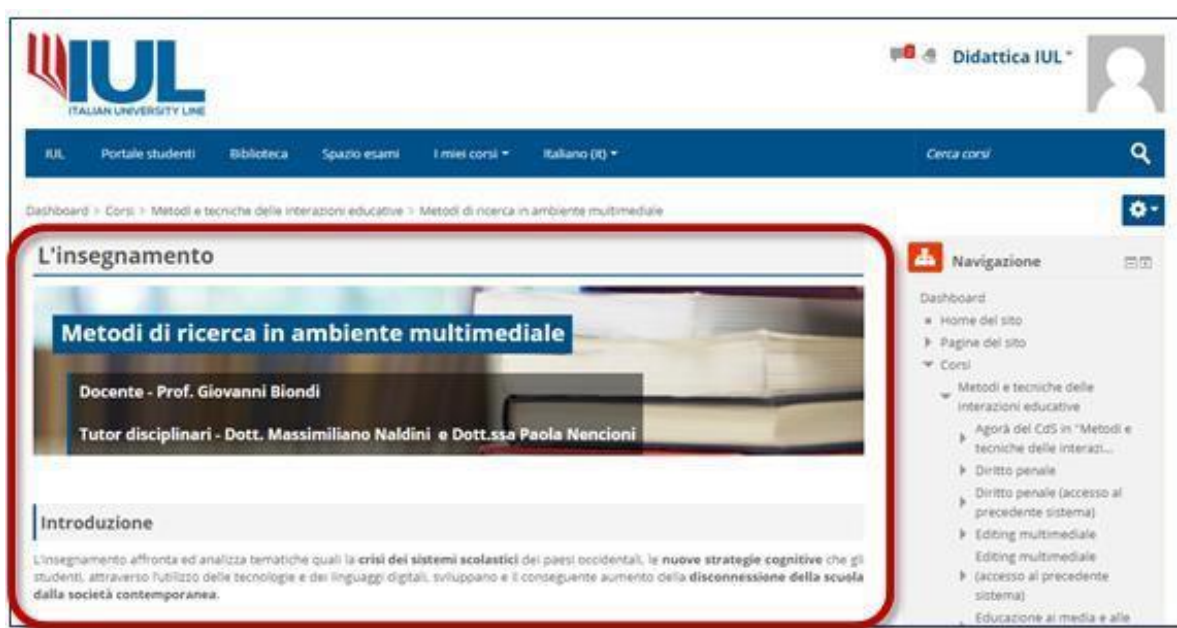 IUL
ITALIAN UNIVERSITY LINE
Didattica IUL
IUL Portale studenti Biblioteca Spazio esami I miei corsi Italiano (it) Cerca corsi
Dashboard > Corsi > Metodi e tecniche delle interazioni educative > Metodi di ricerca in ambiente multimediale
L'insegnamento
Metodi di ricerca in ambiente multimediale
Docente - Prof. Giovanni Biondi
Tutor disciplinari - Dott. Massimiliano Naldini e Dott.ssa Paola Nencioni
Introduzione
L'insegnamento affronta ed analizza tematiche quali la crisi dei sistemi scolastici dei paesi occidentali, le nuove strategie cognitive che gli
studenti, attraverso l'utilizzo delle tecnologie e dei linguaggi digitali, sviluppano e il conseguente aumento della disconnessione della scuola
dalla società contemporanea.
Navigazione
Dashboard
Home del sito
Pagine del sito
Corsi
Metodi e tecniche delle
interazioni educative
Agorà del CdS in "Metodi e
tecniche delle interazi...
Diritto penale
Diritto penale (accesso al
precedente sistema)
Editing multimediale
Editing multimediale
(accesso al precedente
sistema)
Educazione ai media e alle